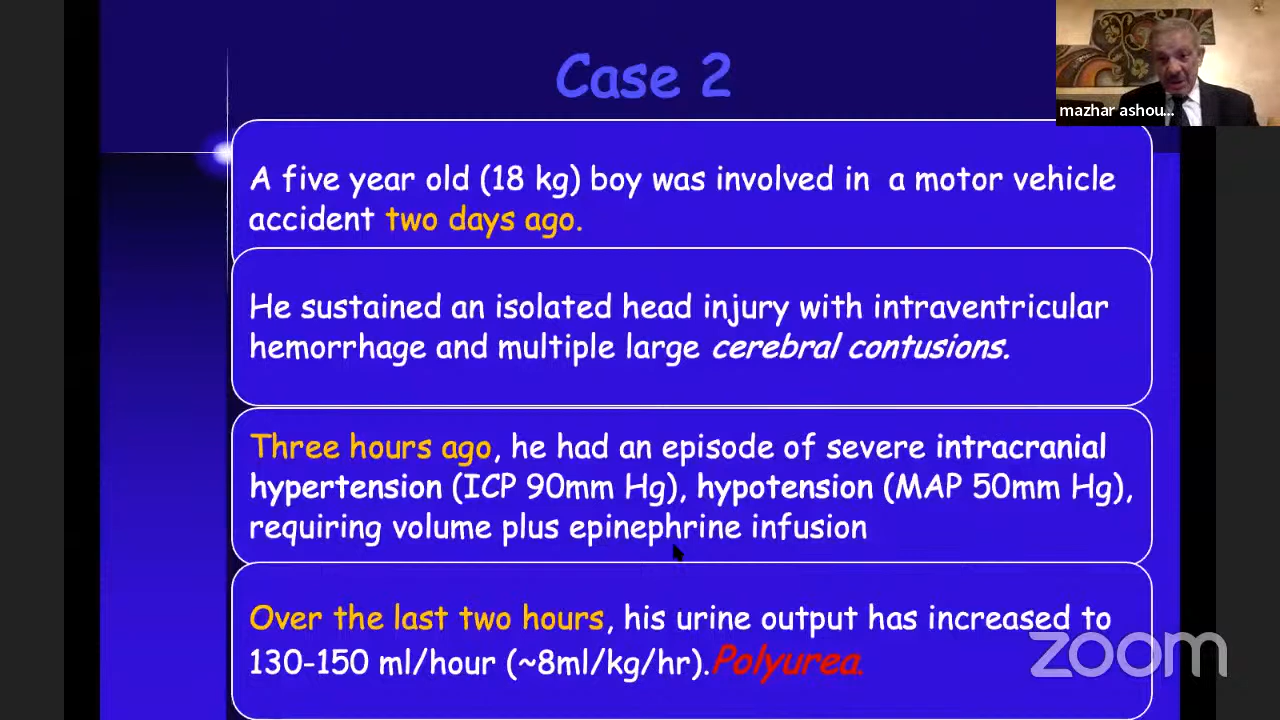 Case 2
mazhar ashou...
A five year old (18 kg) boy was involved in a motor vehicle
accident two days ago.
He sustained an isolated head injury with intraventricular
hemorrhage and multiple large cerebral contusions.
Three hours ago, he had an episode of severe intracranial
hypertension (ICP 90mm Hg), hypotension (MAP 50mm Hg),
requiring volume plus epinephrine infusion
Over the last two hours, his urine output has increased to
130-150 ml/hour (~8ml/kg/hr).Polyurea.
zoom